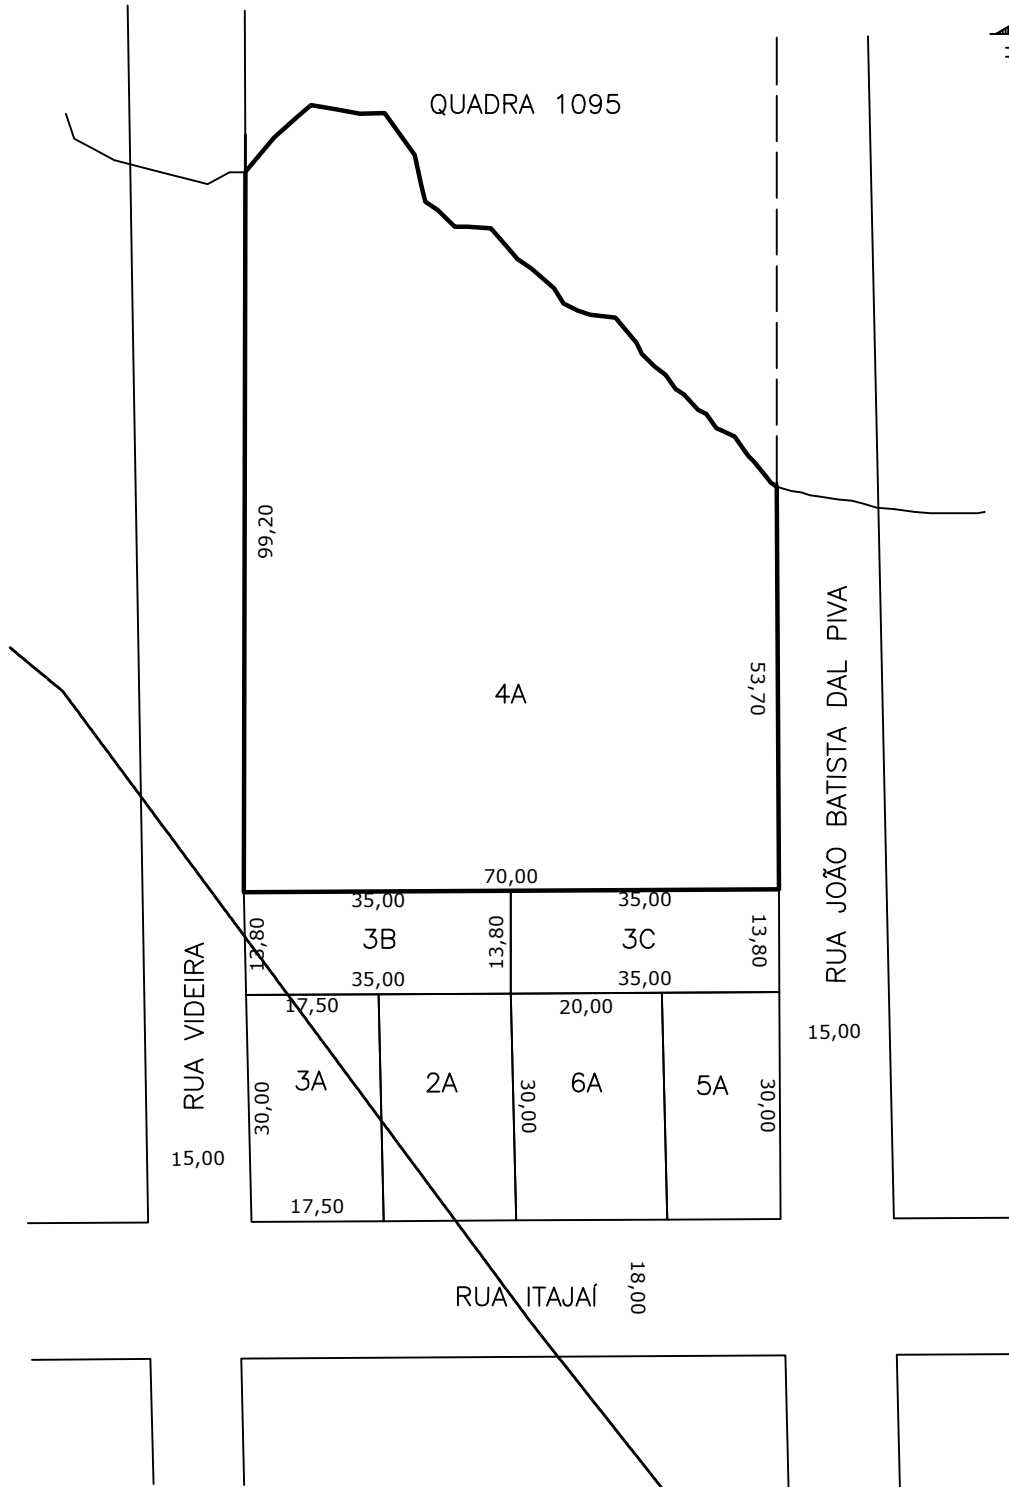 QUADRA 1095
99,20
53,70
4A
RUA JOÃO BATISTA DAL PIVA
70,00
35,00
35,00
13,80
3B
13,80
3C
13,80
35,00
35,00
RUA VIDEIRA
17,50
20,00
15,00
3A
2A
6A
5A
30,00
30,00
30,00
15,00
17,50
RUA ITAJAÍ
18,00